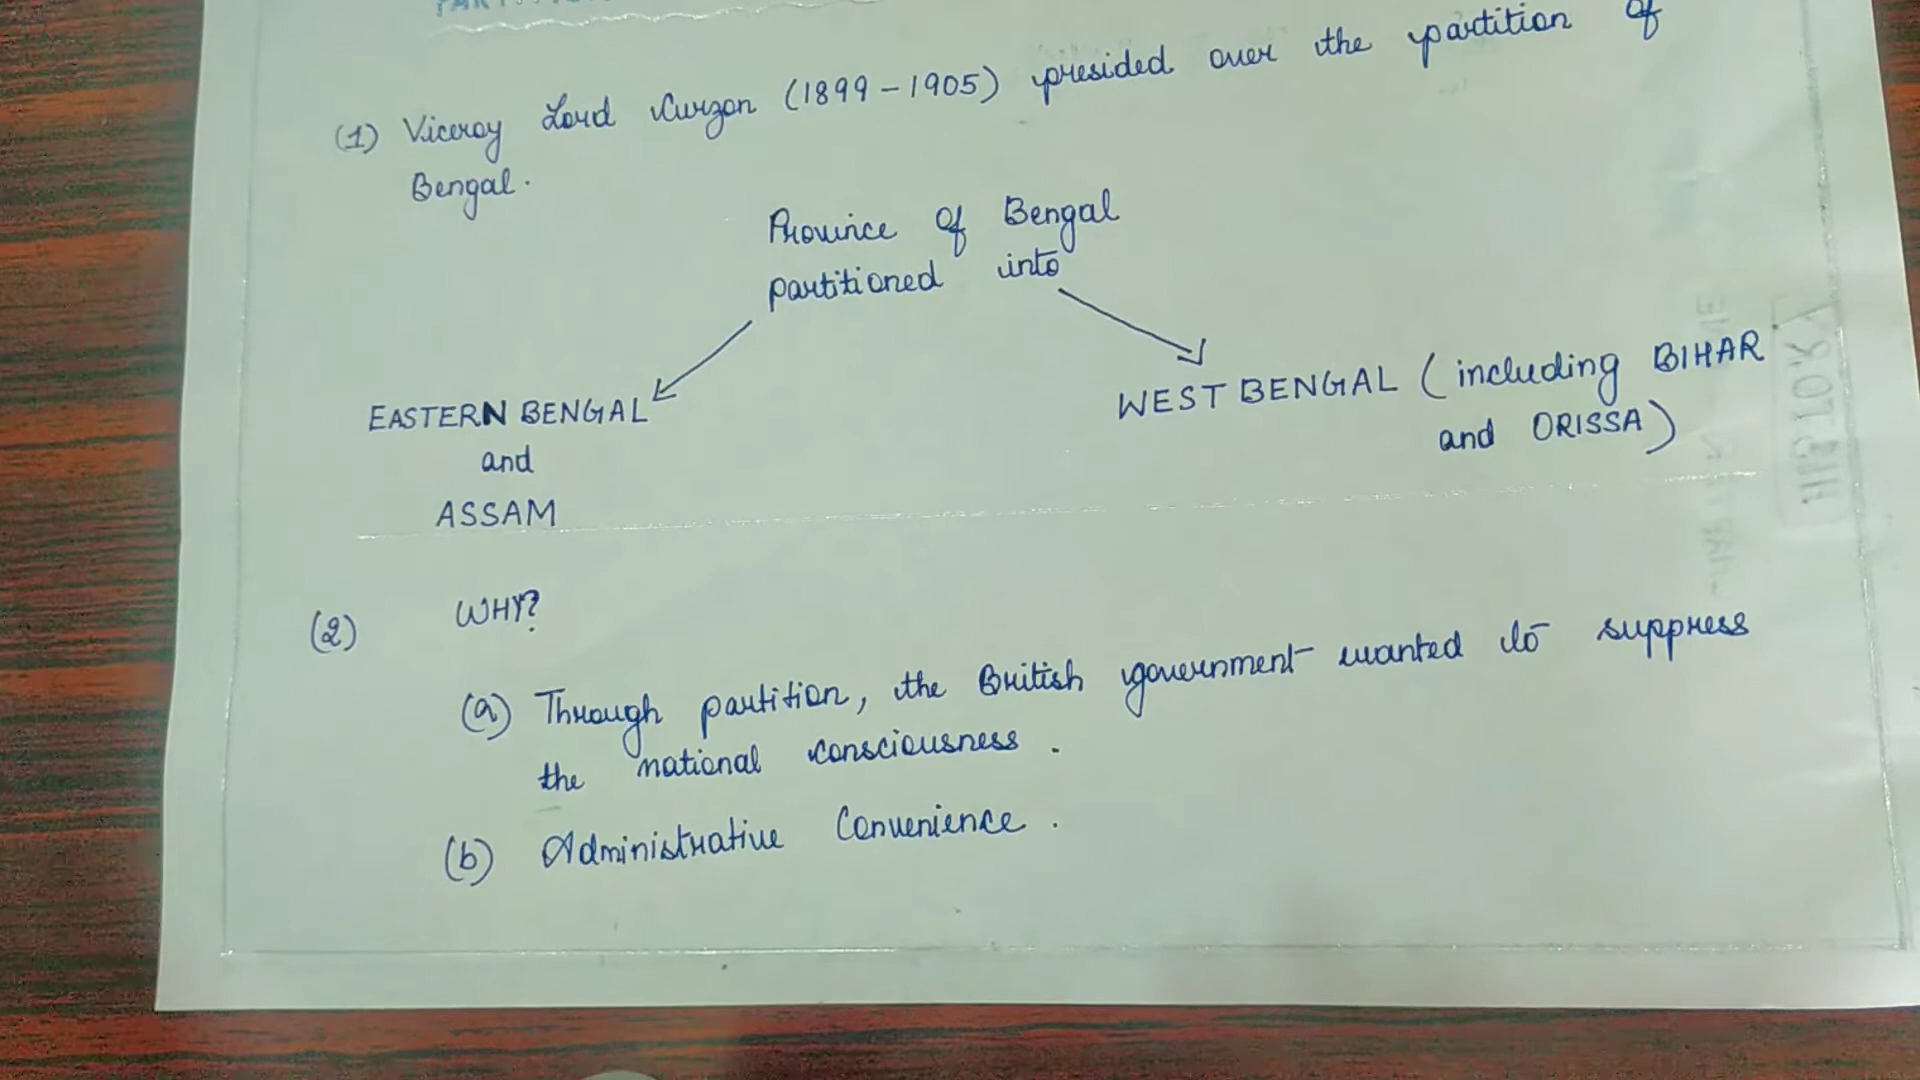 (1) Viceroy Lord Curzon (1899-1905) presided over the partition of
Bengal.
Province of Bengal
partitioned into
EASTERN BENGAL
and
ASSAM
WEST BENGAL (including BIHAR
and ORISSA)
(2) WHY?
(a) Through partition, the British government wanted to suppress
the national consciousness.
(b) Administrative Convenience.